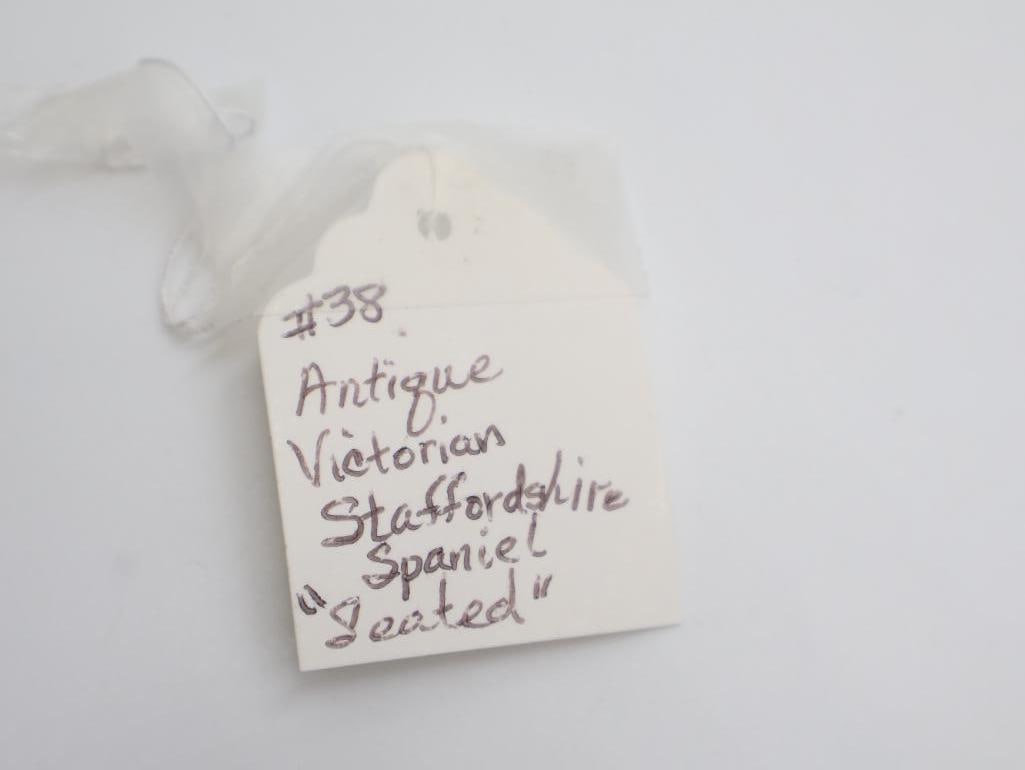 #38
Antique
Victorian
Staffordshire
Spaniel
"Seated"